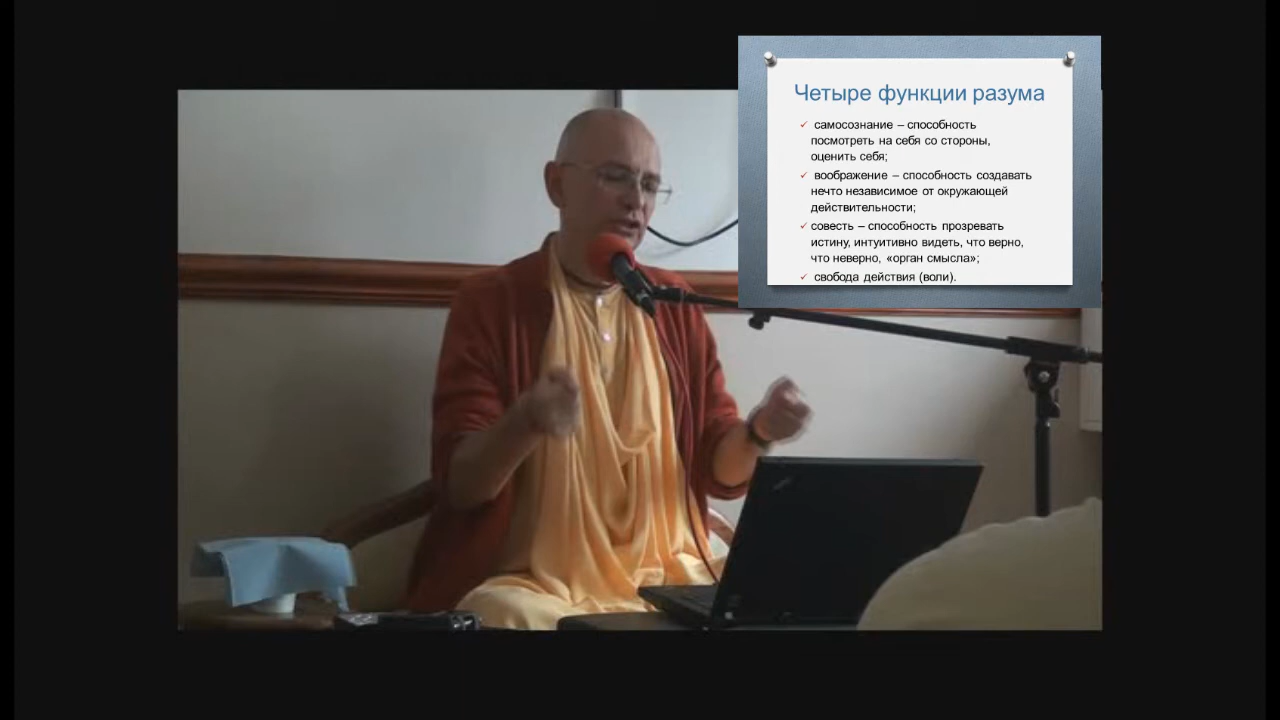 Четыре функции разума
самосознание – способность
посмотреть на себя со стороны,
оценить себя;
воображение – способность создавать
нечто независимое от окружающей
действительности;
совесть – способность прозревать
истину, интуитивно видеть, что верно,
что неверно, «орган смысла»;
свобода действия (воли).